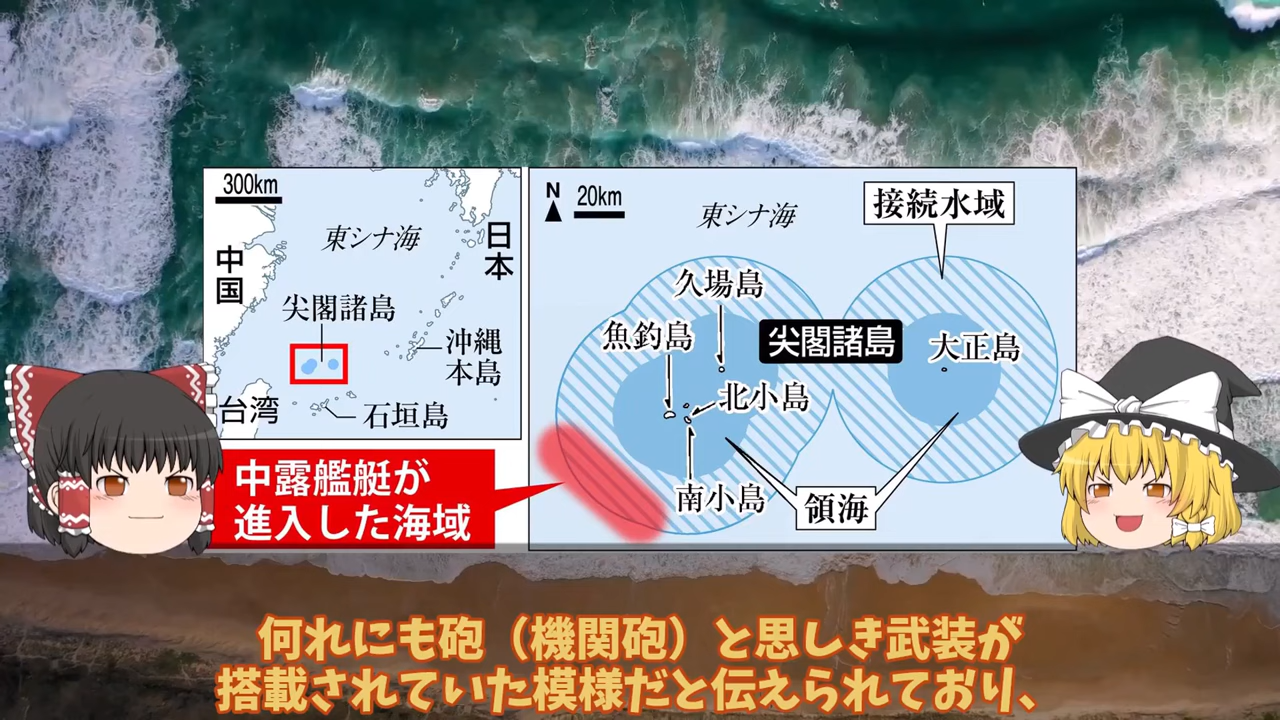 300km
東シナ海
中国
日本
尖閣諸島
沖縄
本島
台湾
石垣島
N
20km
東シナ海
接続水域
久場島
魚釣島
尖閣諸島
大正島
北小島
南小島
領海
中露艦艇が
進入した海域
何れにも砲（機関砲）と思しき武装が
搭載されていた模様だと伝えられており、